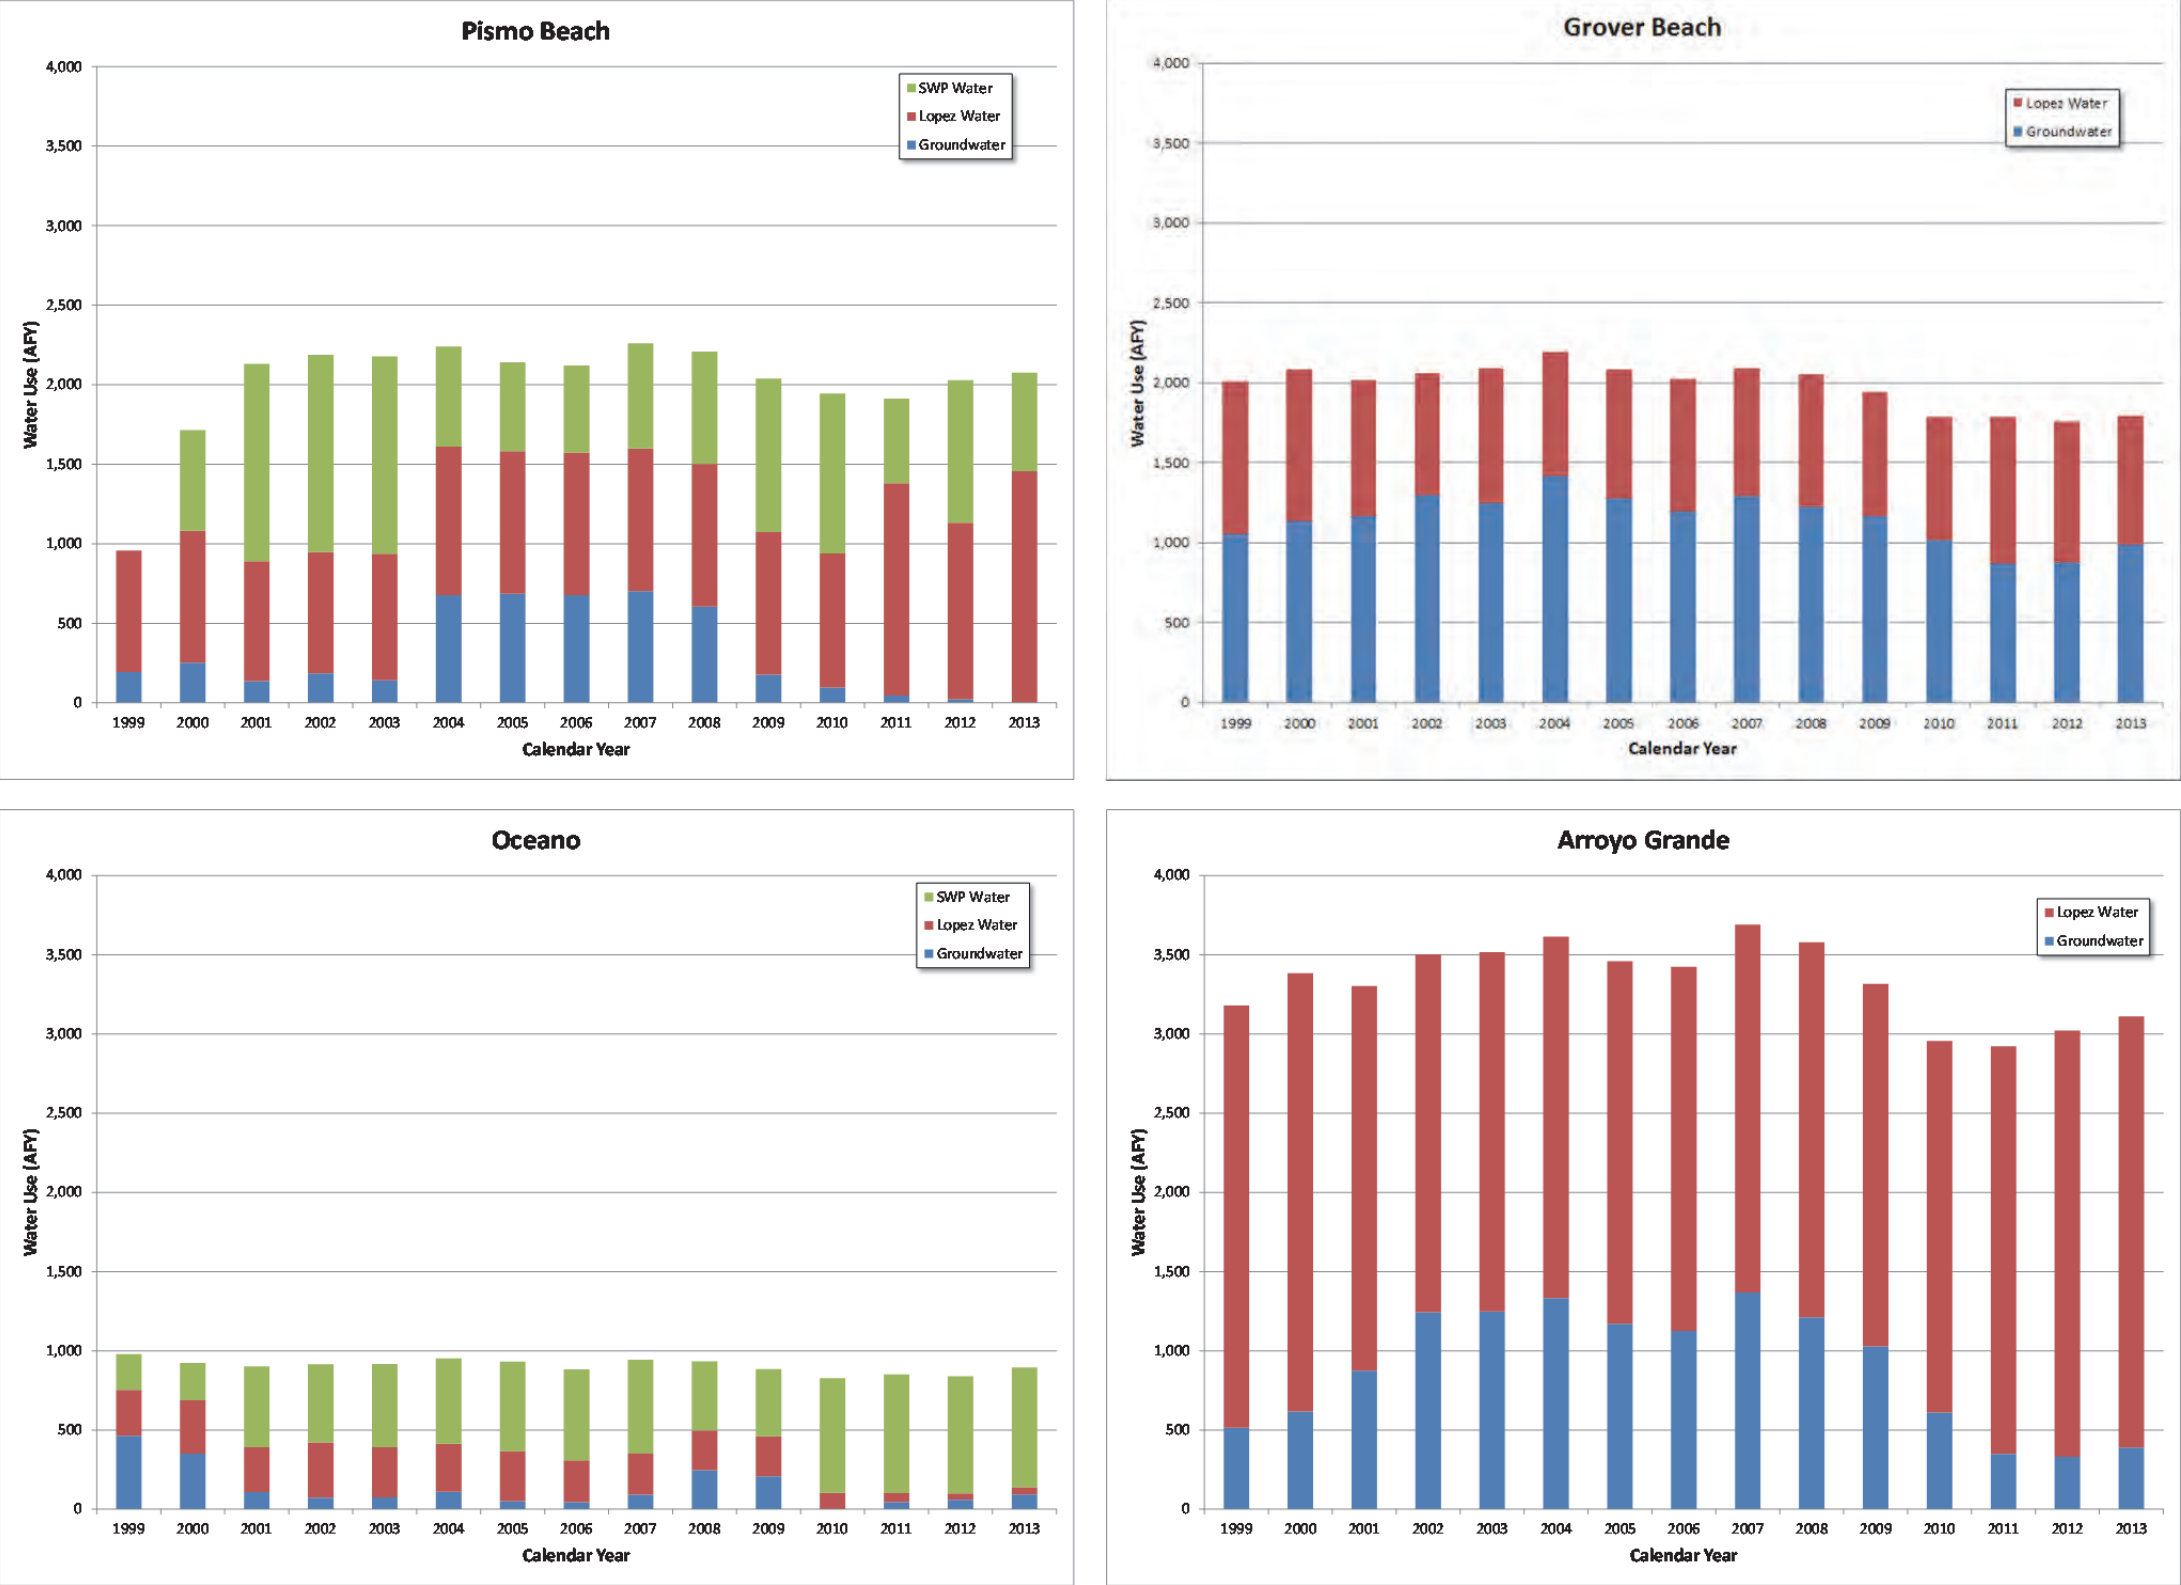 Pismo Beach
4,000
3,500
3,000
2,500
2,000
1,500
1,000
500
0
Water Use (AFY)
SWP Water
Lopez Water
Groundwater
1999 2000 2001 2002 2003 2004 2005 2006 2007 2008 2009 2010 2011 2012 2013
Calendar Year
Grover Beach
4,000
3,500
3,000
2,500
2,000
1,500
1,000
500
0
Water Use (AFY)
Lopez Water
Groundwater
1999 2000 2001 2002 2003 2004 2005 2006 2007 2008 2009 2010 2011 2012 2013
Calendar Year
Oceano
4,000
3,500
3,000
2,500
2,000
1,500
1,000
500
0
Water Use (AFY)
SWP Water
Lopez Water
Groundwater
1999 2000 2001 2002 2003 2004 2005 2006 2007 2008 2009 2010 2011 2012 2013
Calendar Year
Arroyo Grande
4,000
3,500
3,000
2,500
2,000
1,500
1,000
500
0
Water Use (AFY)
Lopez Water
Groundwater
1999 2000 2001 2002 2003 2004 2005 2006 2007 2008 2009 2010 2011 2012 2013
Calendar Year